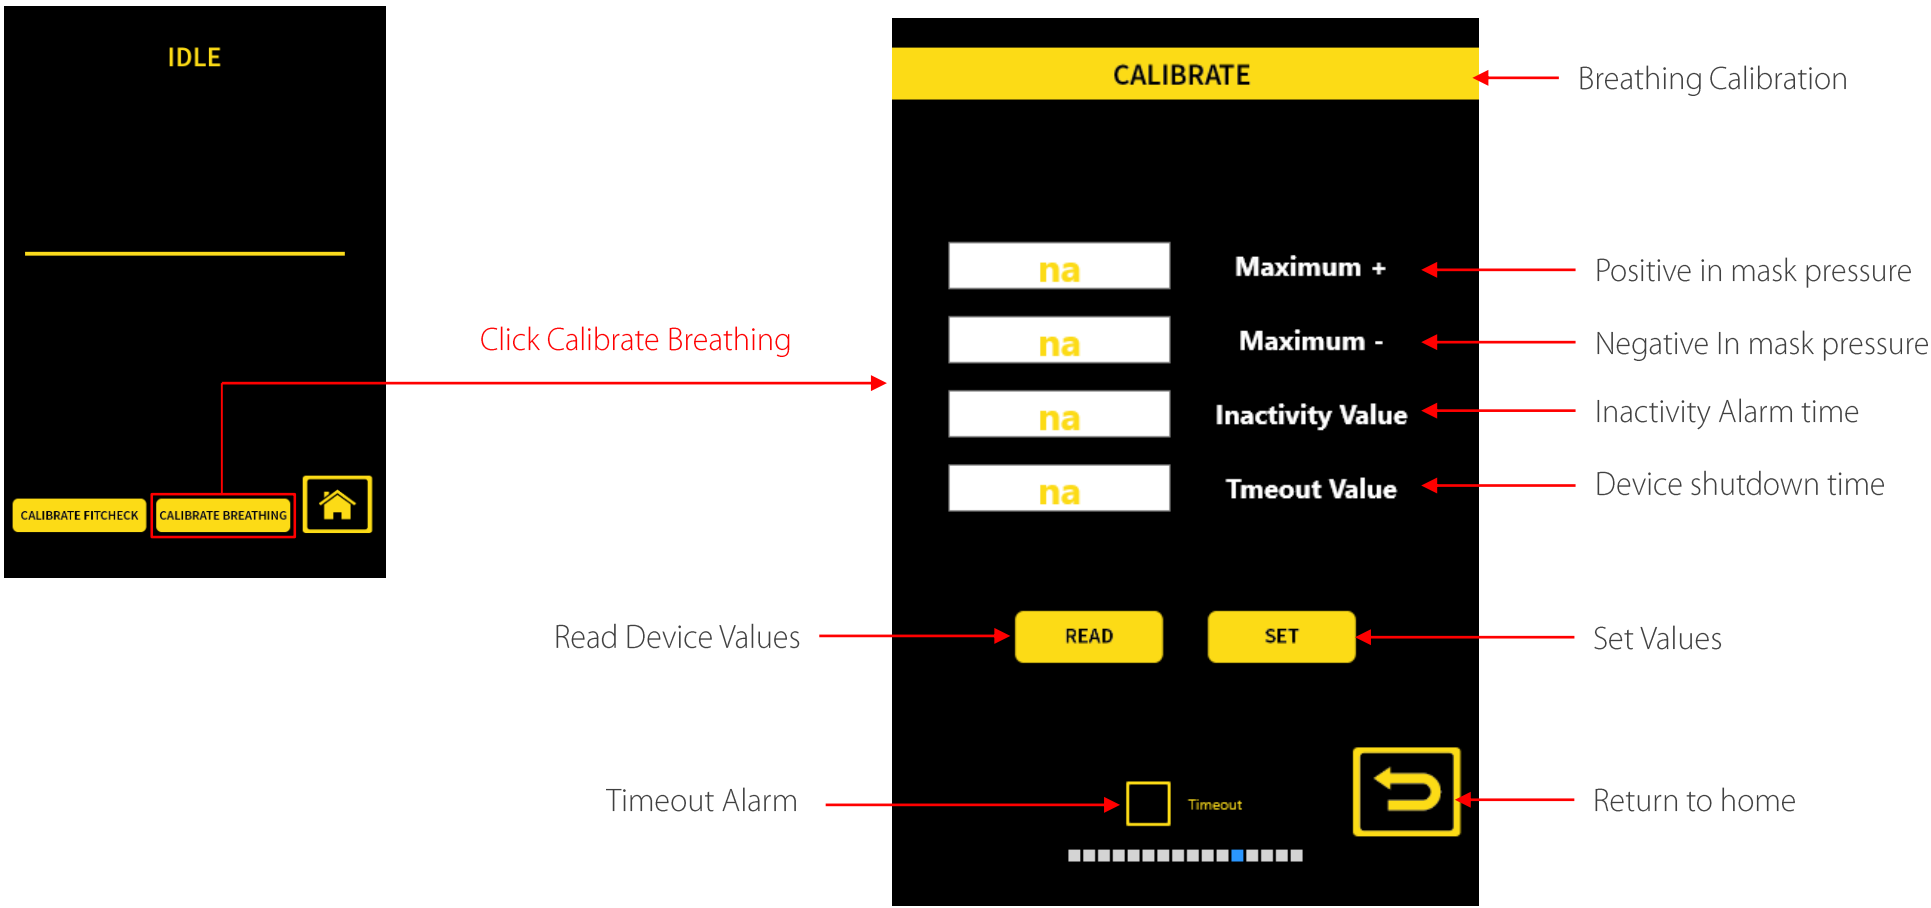 IDLE
CALIBRATE FITCHECK
CALIBRATE BREATHING
Click Calibrate Breathing
CALIBRATE
Breathing Calibration
na
Maximum +
Positive in mask pressure
na
Maximum -
Negative In mask pressure
na
Inactivity Value
Inactivity Alarm time
na
Tmeout Value
Device shutdown time
Read Device Values
READ
SET
Set Values
Timeout Alarm
Timeout
Return to home